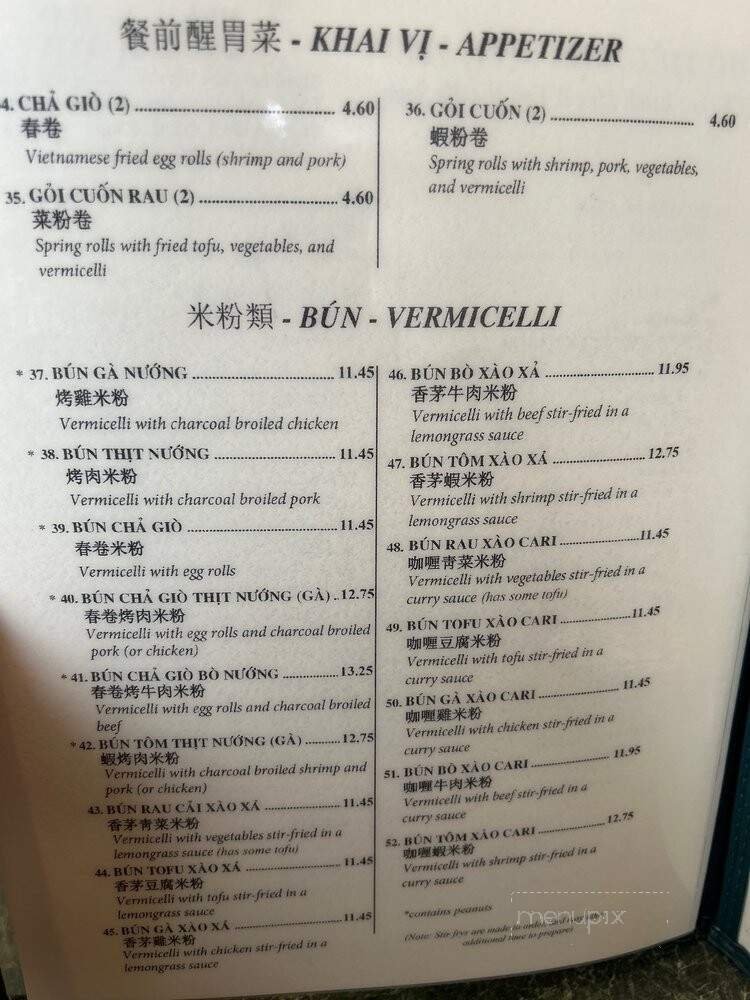 餐前醒胃菜 - KHAI VỊ - APPETIZER
4. CHẢ GIÒ (2) ................ 4.60
春卷
Vietnamese fried egg rolls (shrimp and pork)
35. GỎI CUỐN RAU (2) ................ 4.60
菜粉卷
Spring rolls with fried tofu, vegetables, and
vermicelli
36. GỎI CUỐN (2) ................ 4.60
蝦粉卷
Spring rolls with shrimp, pork, vegetables,
and vermicelli
米粉類 - BÚN - VERMICELLI
* 37. BÚN GÀ NƯỚNG ................ 11.45
烤雞米粉
Vermicelli with charcoal broiled chicken
* 38. BÚN THỊT NƯỚNG ................ 11.45
烤肉米粉
Vermicelli with charcoal broiled pork
* 39. BÚN CHẢ GIÒ ................ 11.45
春卷米粉
Vermicelli with egg rolls
* 40. BÚN CHẢ GIÒ THỊT NƯỚNG (GÀ) .. 12.75
春卷烤肉米粉
Vermicelli with egg rolls and charcoal broiled
pork (or chicken)
* 41. BÚN CHẢ GIÒ BÒ NƯỚNG ................ 13.25
春卷烤牛肉米粉
Vermicelli with egg rolls and charcoal broiled
beef
* 42. BÚN TÔM THỊT NƯỚNG (GÀ) ........... 12.75
蝦烤肉米粉
Vermicelli with charcoal broiled shrimp and
pork (or chicken)
43. BÚN RAU CẢI XÀO XẢ ................ 11.45
香茅青菜米粉
Vermicelli with vegetables stir-fried in a
lemongrass sauce (has some tofu)
44. BÚN TOFU XÀO XẢ ................ 11.45
香茅豆腐米粉
Vermicelli with tofu stir-fried in a
lemongrass sauce
45. BÚN GÀ XÀO XẢ ................ 11.45
香茅雞米粉
Vermicelli with chicken stir-fried in a
lemongrass sauce
46. BÚN BÒ XÀO XẢ ................ 11.95
香茅牛肉米粉
Vermicelli with beef stir-fried in a
lemongrass sauce
47. BÚN TÔM XÀO XẢ ................ 12.75
香茅蝦米粉
Vermicelli with shrimp stir-fried in a
lemongrass sauce
48. BÚN RAU XÀO CARI ................ 11.45
咖喱青菜米粉
Vermicelli with vegetables stir-fried in a
curry sauce (has some tofu)
49. BÚN TOFU XÀO CARI ................ 11.45
咖喱豆腐米粉
Vermicelli with tofu stir-fried in a
curry sauce
50. BÚN GÀ XÀO CARI ................ 11.45
咖喱雞米粉
Vermicelli with chicken stir-fried in a
curry sauce
51. BÚN BÒ XÀO CARI ................ 11.95
咖喱牛肉米粉
Vermicelli with beef stir-fried in a
curry sauce
52. BÚN TÔM XÀO CARI ................ 12.75
咖喱蝦米粉
Vermicelli with shrimp stir-fried in a
curry sauce
*contains peanuts
menupix
(Note: Stir frys are made to order, and
additional time to prepare)